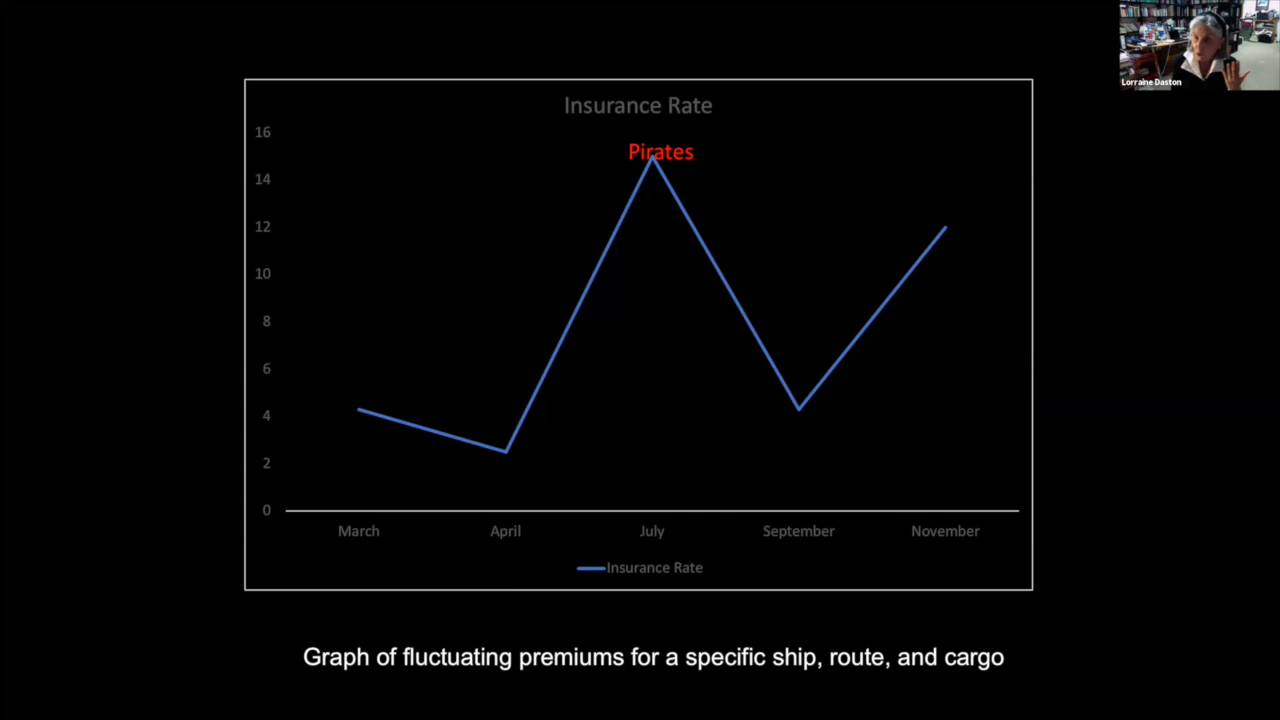 Lorraine Daston
Insurance Rate
Pirates
16
14
12
10
8
6
4
2
0
March April July September November
Insurance Rate
Graph of fluctuating premiums for a specific ship, route, and cargo